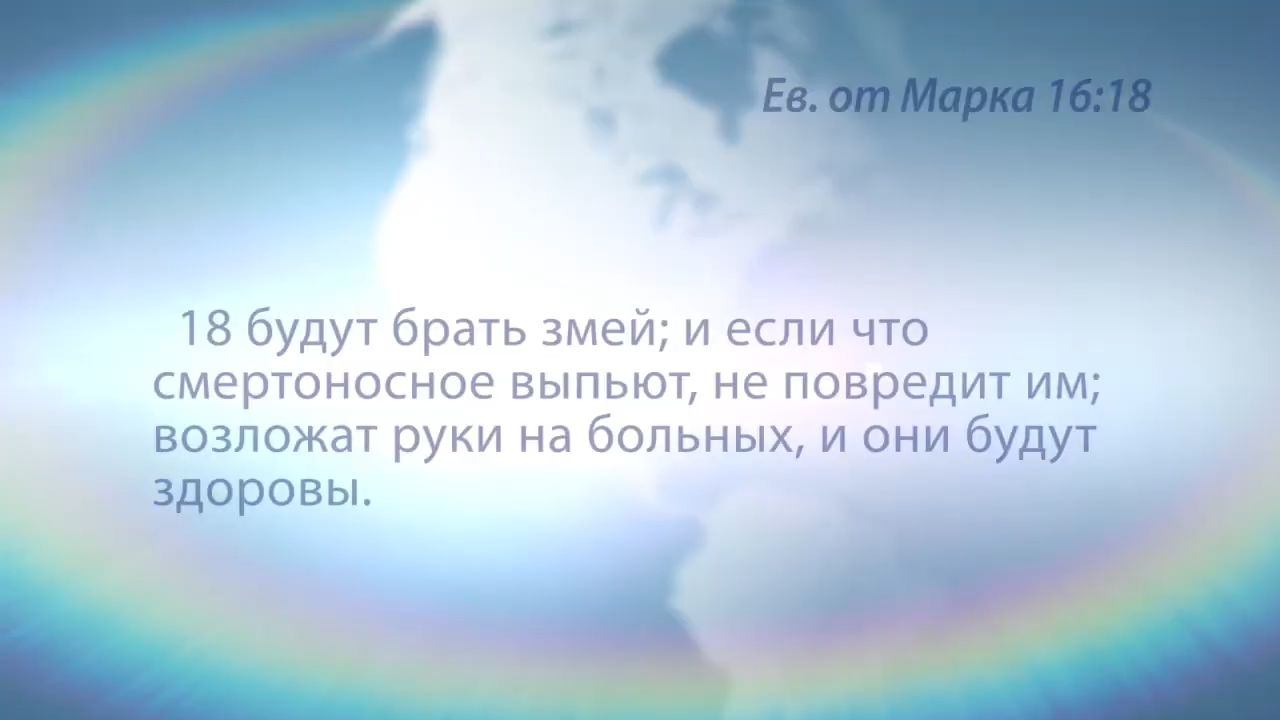 Ев. от Марка 16:18
18 будут брать змей; и если что
смертоносное выпьют, не повредит им;
возложат руки на больных, и они будут
здоровы.